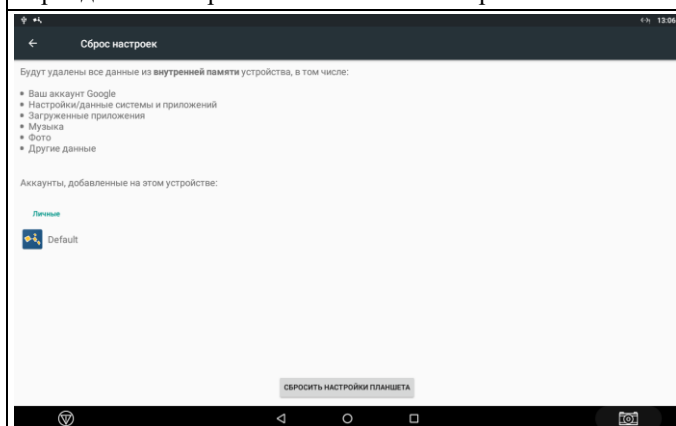 13:06
Сброс настроек
Будут удалены все данные из внутренней памяти устройства, в том числе:
• Ваш аккаунт Google
• Настройки/данные системы и приложений
• Загруженные приложения
• Музыка
• Фото
• Другие данные
Аккаунты, добавленные на этом устройстве:
Личные
Default
СБРОСИТЬ НАСТРОЙКИ ПЛАНШЕТА